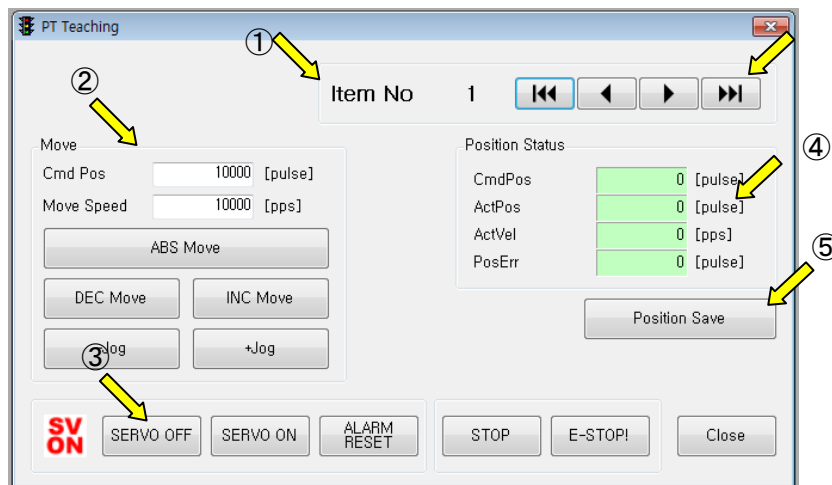 PT Teaching
①
Item No 1
②
Move
Cmd Pos 10000 [pulse]
Move Speed 10000 [pps]
ABS Move
DEC Move INC Move
Jog +Jog
Position Status
④
CmdPos 0 [pulse]
ActPos 0 [pulse]
ActVel 0 [pps]
PosErr 0 [pulse]
⑤
Position Save
③
SV
ON
SERVO OFF SERVO ON ALARM
RESET
STOP E-STOP! Close